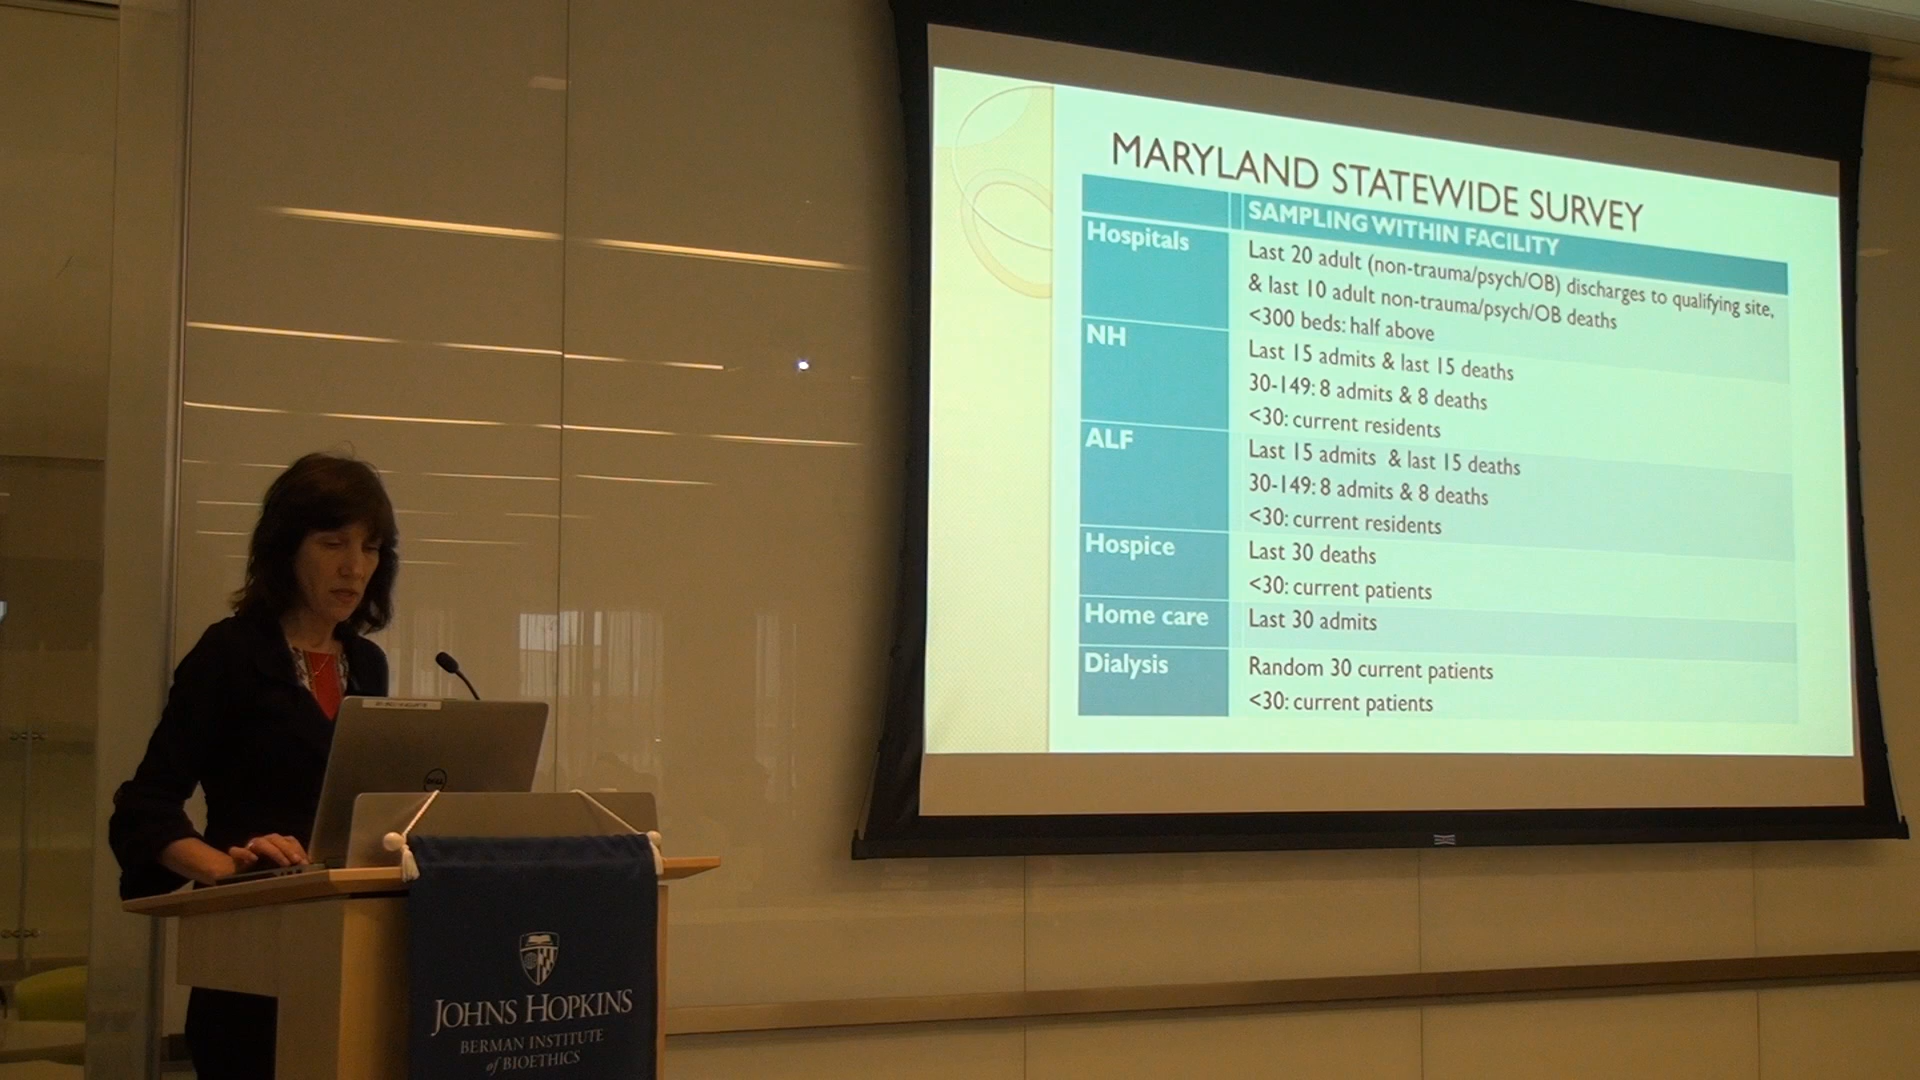 MARYLAND STATEWIDE SURVEY
SAMPLING WITHIN FACILITY
Hospitals
Last 20 adult (non-trauma/psych/OB) discharges to qualifying site,
& last 10 adult non-trauma/psych/OB deaths
<300 beds: half above
NH
Last 15 admits & last 15 deaths
30-149: 8 admits & 8 deaths
<30: current residents
ALF
Last 15 admits & last 15 deaths
30-149: 8 admits & 8 deaths
<30: current residents
Hospice
Last 30 deaths
<30: current patients
Home care
Last 30 admits
Dialysis
Random 30 current patients
<30: current patients
DELL
JOHNS HOPKINS
BERMAN INSTITUTE
of BIOETHICS